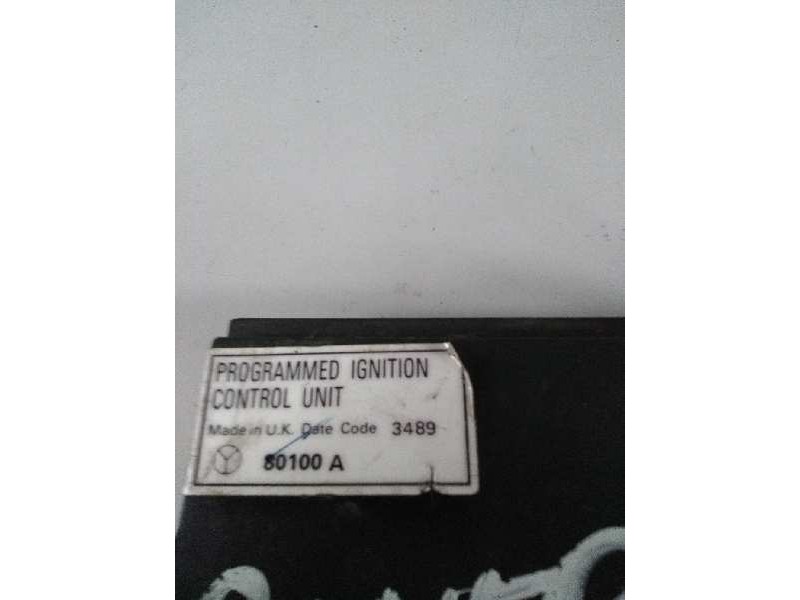 PROGRAMMED IGNITION
CONTROL UNIT
Made in U.K. Date Code 3489
80100 A